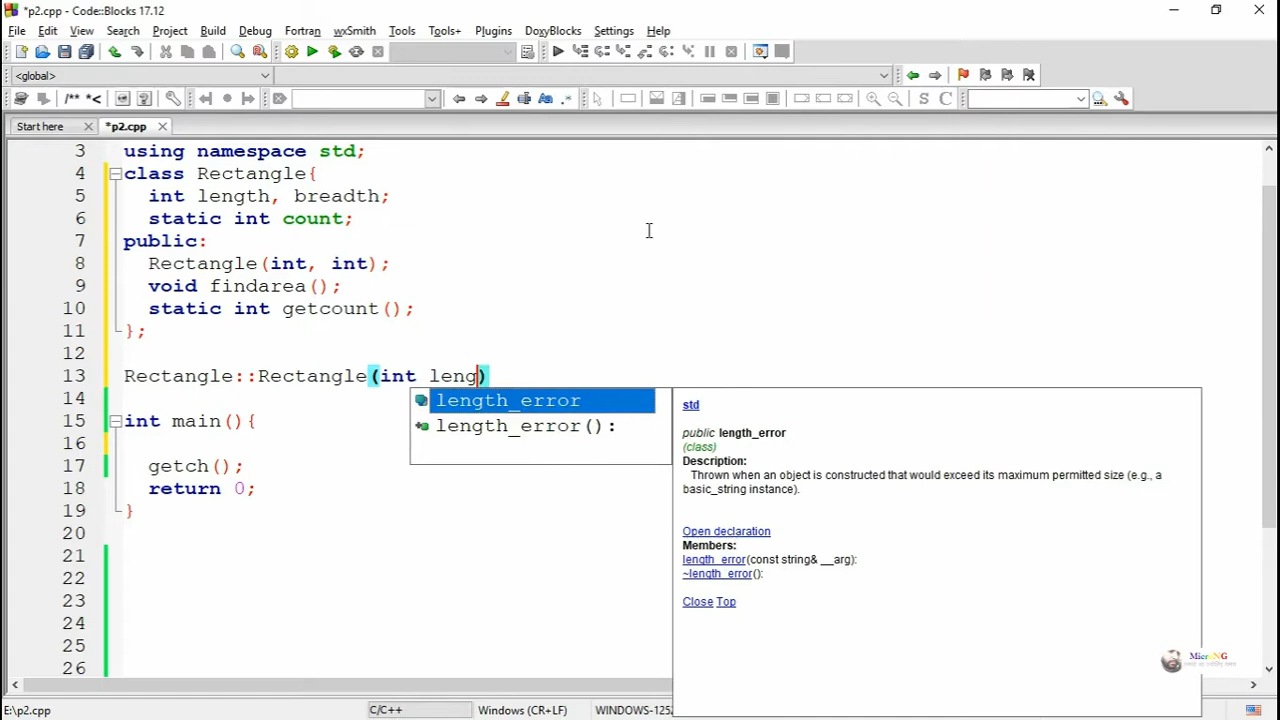 *p2.cpp - Code::Blocks 17.12
File Edit View Search Project Build Debug Fortran wxSmith Tools Tools+ Plugins DoxyBlocks Settings Help
<global>
/** *<
S C
Start here *p2.cpp
3 using namespace std;
4 class Rectangle{
5 int length, breadth;
6 static int count;
7 public:
8 Rectangle(int, int);
9 void findarea();
10 static int getcount();
11 };
12
13 Rectangle::Rectangle(int leng)
14
15 int main(){
16
17 getch();
18 return 0;
19 }
20
21
22
23
24
25
26
length_error
length_error():
std
public length_error
(class)
Description:
Thrown when an object is constructed that would exceed its maximum permitted size (e.g., a
basic_string instance).
Open declaration
Members:
length_error(const string& __arg):
~length_error():
Close Top
MicroNG
E:\p2.cpp C/C++ Windows (CR+LF) WINDOWS-125